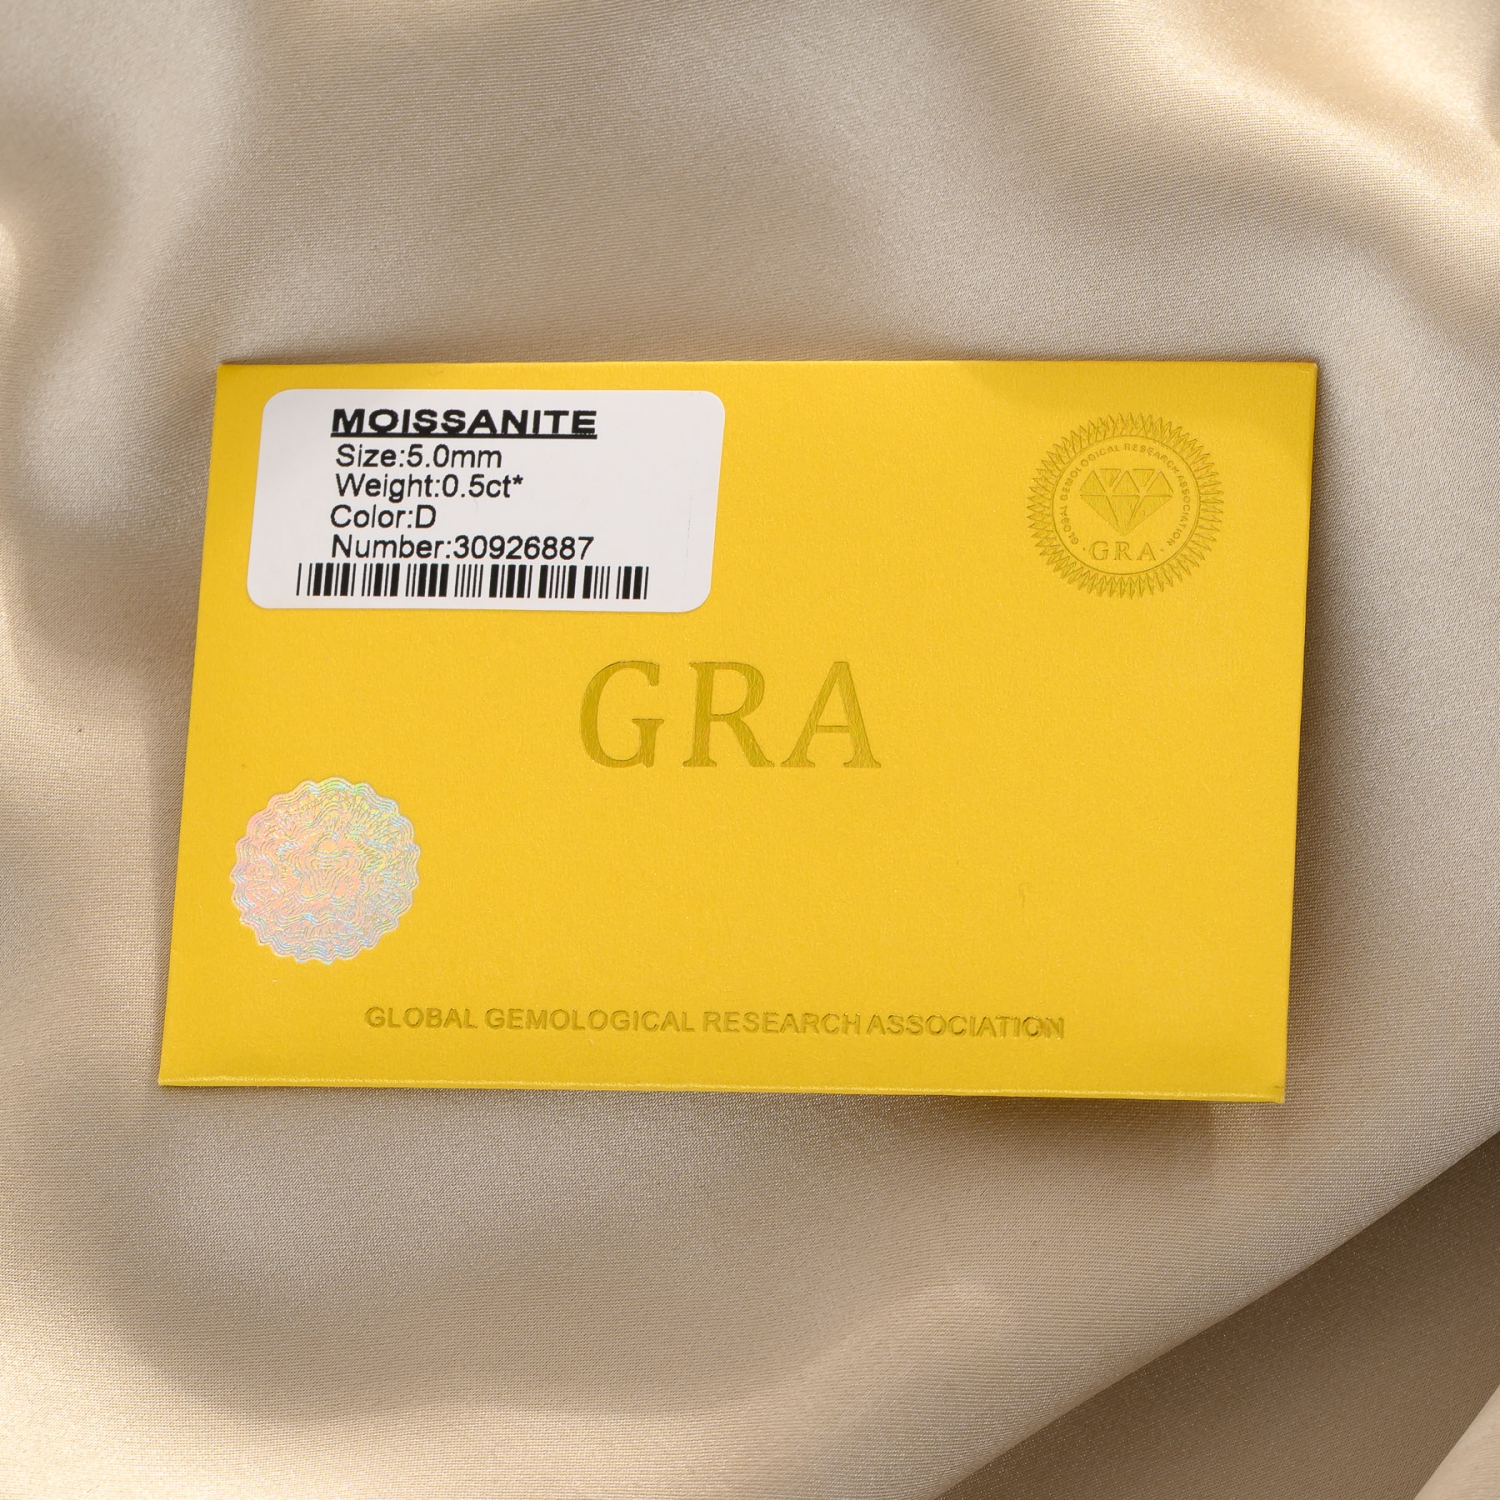 MOISSANITE
Size:5.0mm
Weight:0.5ct*
Color:D
Number:30926887
GLOBAL GEMOLOGICAL RESEARCH ASSOCIATION
·GRA·
GRA
GLOBAL GEMOLOGICAL RESEARCH ASSOCIATION